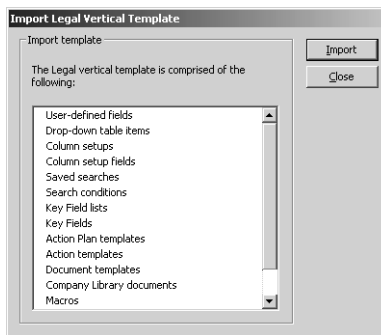 Import Legal Vertical Template
Import template
Import
The Legal vertical template is comprised of the
following:
Close
User-defined fields
Drop-down table items
Column setups
Column setup fields
Saved searches
Search conditions
Key Field lists
Key Fields
Action Plan templates
Action templates
Document templates
Company Library documents
Macros